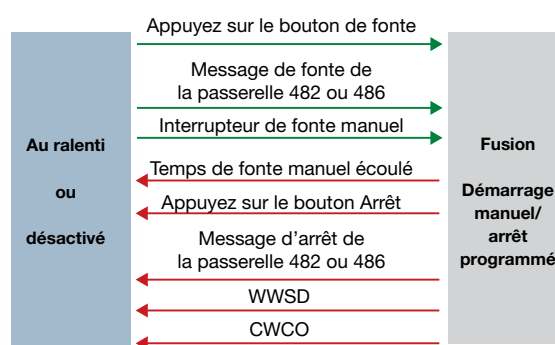 Appuyez sur le bouton de fonte
Message de fonte de
la passerelle 482 ou 486
Interrupteur de fonte manuel
Temps de fonte manuel écoulé
Appuyez sur le bouton Arrêt
Message d'arrêt de
la passerelle 482 ou 486
WWSD
CWCO
Au ralenti
ou
désactivé
Fusion
Démarrage
manuel/
arrêt
programmé